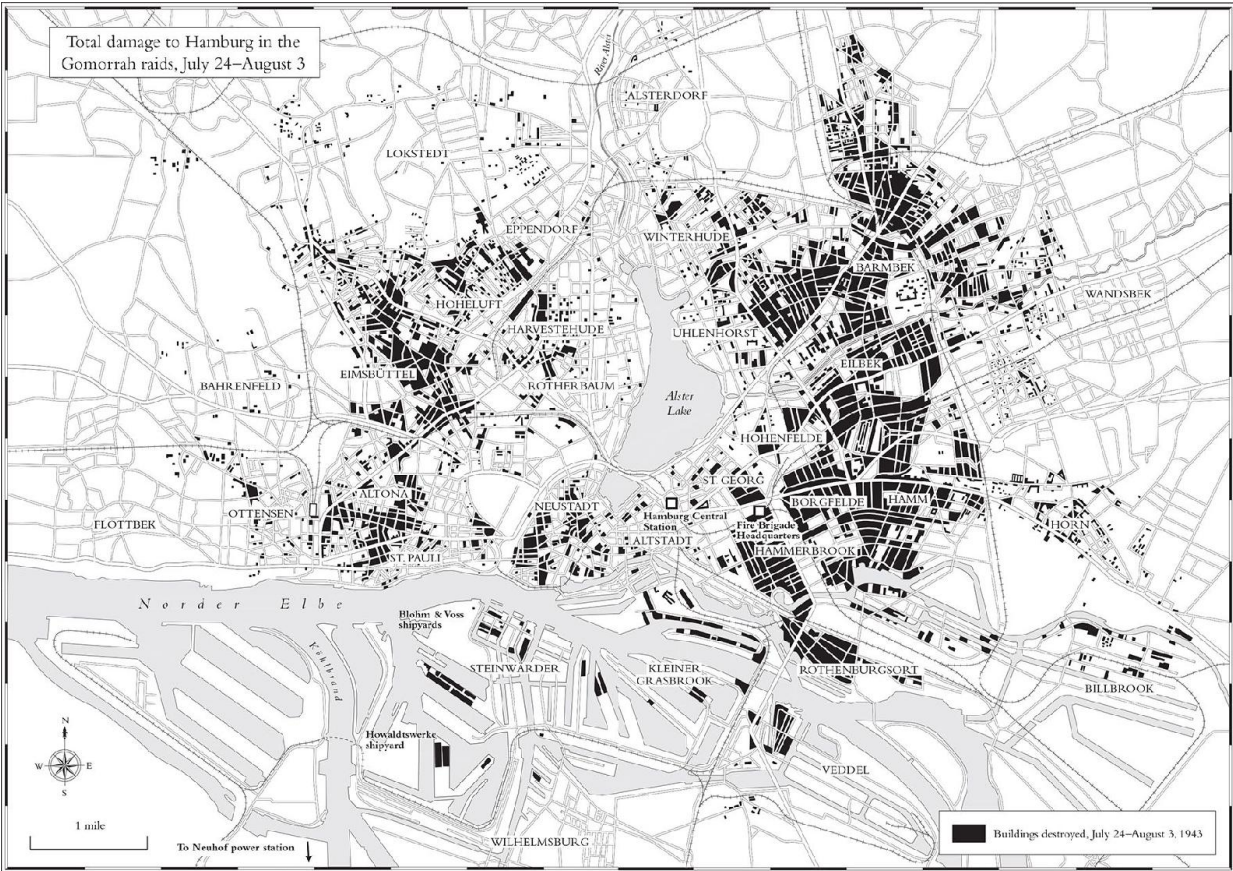 Total damage to Hamburg in the
Gomorrah raids, July 24–August 3
River Alster
ALSTERDORF
LOKSTEDT
EPPENDORF
WINTERHUDE
BARMBEK
WANDSBEK
HOHELUFT
HARVESTEHUDE
UHLENHORST
EILBEK
EIMSBÜTTEL
BAHRENFELD
ROTHERBAUM
Alster
Lake
HOHENFELDE
ST. GEORG
ALTONA
NEUSTADT
BORGFELDE
HAMM
OTTENSEN
FLOTTBEK
Hamburg Central
Station
Fire Brigade
Headquarters
HORN
ALTSTADT
HAMMERBROOK
ST. PAULI
Norder Elbe
Blohm & Voss
shipyards
Köhlbrand
STEINWARDER
KLEINER
GRASBROOK
ROTHENBURGSORT
BILLBROOK
Howaldtswerke
shipyard
VEDDEL
N
W E
S
1 mile
WILHELMSBURG
To Neuhof power station
Buildings destroyed, July 24–August 3, 1943